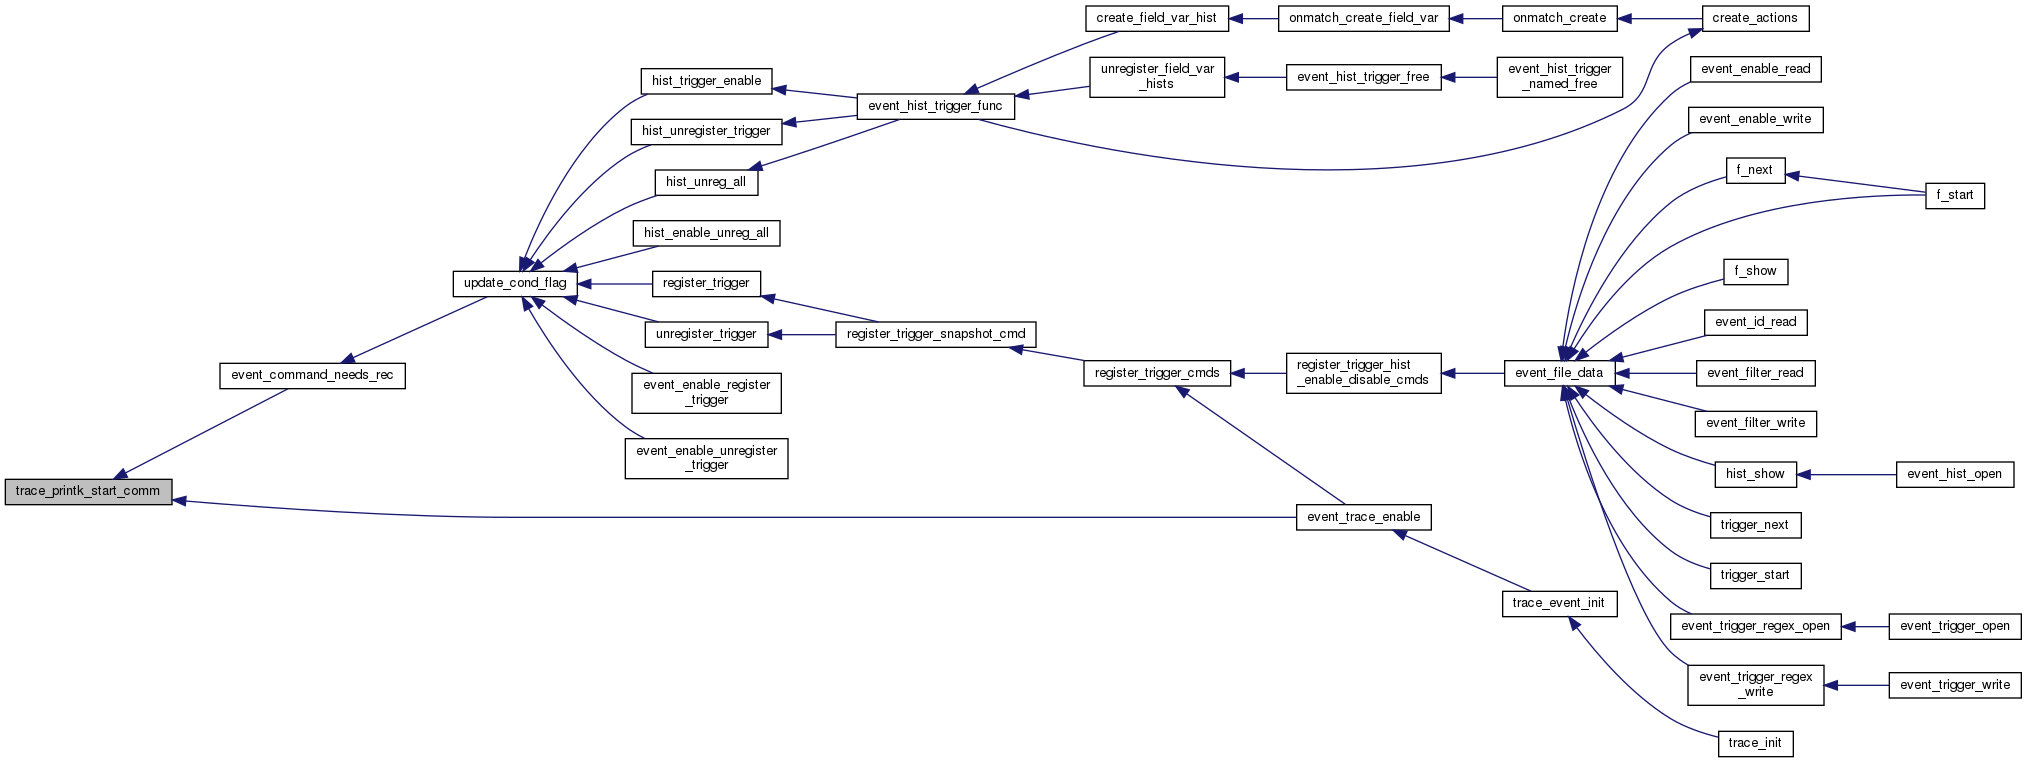 create_field_var_hist
onmatch_create_field_var
onmatch_create
create_actions
hist_trigger_enable
unregister_field_var
_hists
event_hist_trigger_free
event_hist_trigger
_named_free
event_enable_read
event_hist_trigger_func
event_enable_write
hist_unregister_trigger
f_next
hist_unreg_all
f_start
hist_enable_unreg_all
f_show
update_cond_flag
register_trigger
event_id_read
unregister_trigger
register_trigger_snapshot_cmd
event_command_needs_rec
event_enable_register
_trigger
register_trigger_cmds
register_trigger_hist
_enable_disable_cmds
event_file_data
event_filter_read
event_filter_write
event_enable_unregister
_trigger
hist_show
event_hist_open
trace_printk_start_comm
event_trace_enable
trigger_next
trigger_start
trace_event_init
event_trigger_regex_open
event_trigger_open
event_trigger_regex
_write
event_trigger_write
trace_init